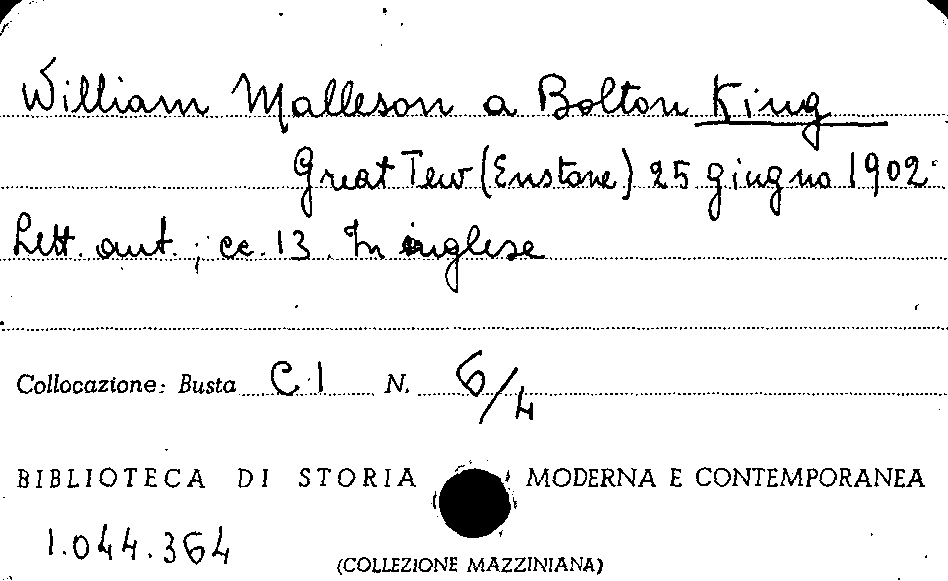 William Malleson a Bolton King
Great Tew (Enstone) 25 giugno 1902
Lett. aut.; cc. 13. In inglese
Collocazione: Busta C.I N. 6/4
BIBLIOTECA DI STORIA MODERNA E CONTEMPORANEA
1.044.364
(COLLEZIONE MAZZINIANA)